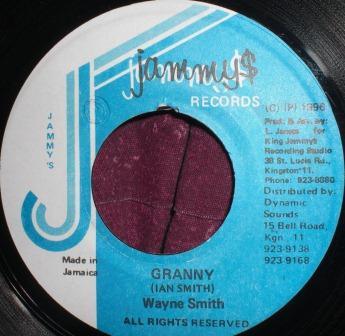 jammy$
RECORDS
JAMMY'S
(C) (P) 1996
Prod. & Arr. By:
L. James for
King Jammys
Recording Studio
38 St. Lucia Rd.,
Kingston 11.
Phone: 923-8080
Distributed by:
Dynamic
Sounds
15 Bell Road,
Kgn. 11
923-9138
923-9168
Made in
Jamaica
GRANNY
(IAN SMITH)
Wayne Smith
ALL RIGHTS RESERVED